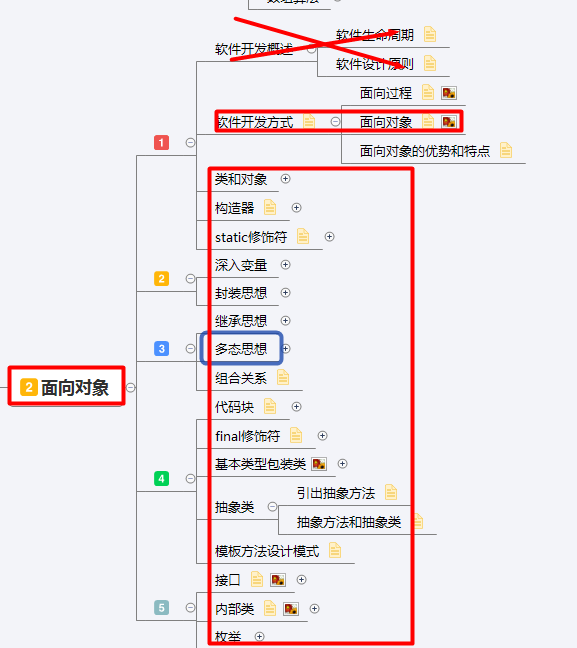 软件开发概述
软件生命周期
软件设计原则
1
软件开发方式
面向过程
面向对象
面向对象的优势和特点
类和对象
构造器
static修饰符
2
深入变量
封装思想
3
继承思想
多态思想
组合关系
2 面向对象
4
代码块
final修饰符
基本类型包装类
抽象类
引出抽象方法
抽象方法和抽象类
模板方法设计模式
5
接口
内部类
枚举